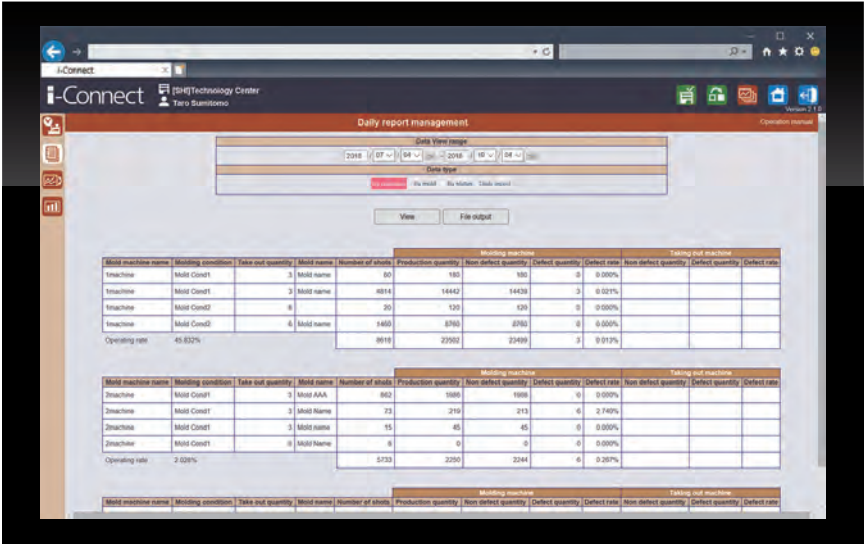 i-Connect
i-Connect
[SHI]Technology Center
Taro Sumitomo
Version 2.1.0
Daily report management
Operation manual
Data View range
2018 / 07 / 04 - 2018 / 10 / 04
Data type
By machine By mold
View File output
Molding machine Taking out machine
Mold machine name Molding condition Take out quantity Mold name Number of shots Production quantity Non defect quantity Defect quantity Defect rate Non defect quantity Defect quantity Defect rate
1machine Mold Cond1 3 Mold name 60 180 180 0 0.000%
1machine Mold Cond1 3 Mold name 4814 14442 14439 3 0.021%
1machine Mold Cond2 6 20 120 120 0 0.000%
1machine Mold Cond2 6 Mold name 1460 8760 8760 0 0.000%
Operating rate 45.832% 8618 23502 23499 3 0.013%
Molding machine Taking out machine
Mold machine name Molding condition Take out quantity Mold name Number of shots Production quantity Non defect quantity Defect quantity Defect rate Non defect quantity Defect quantity Defect rate
2machine Mold Cond1 3 Mold AAA 662 1986 1986 0 0.000%
2machine Mold Cond1 3 Mold Name 73 219 213 6 2.740%
2machine Mold Cond1 3 Mold name 15 45 45 0 0.000%
2machine Mold Cond1 Mold Name 0 0 0 0.000%
Operating rate 2.028% 5733 2250 2244 6 0.267%
Molding machine Taking out machine
Mold machine name Molding condition Take out quantity Mold name Number of shots Production quantity Non defect quantity Defect quantity Defect rate Non defect quantity Defect quantity Defect rate